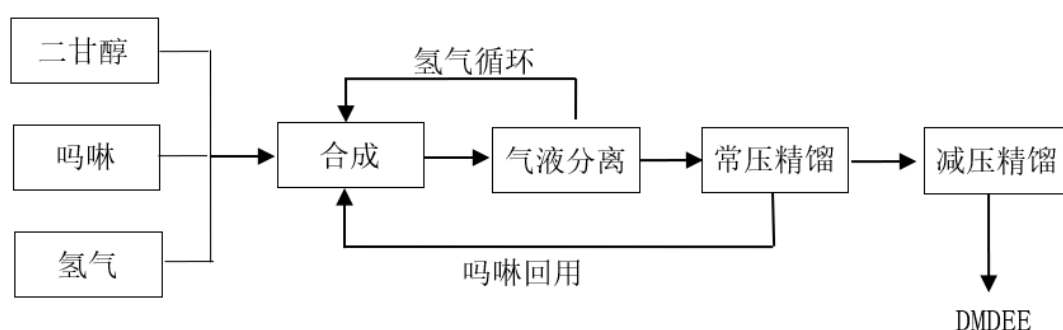 二甘醇
吗啉
氢气
氢气循环
合成
气液分离
常压精馏
减压精馏
吗啉回用
DMDEE